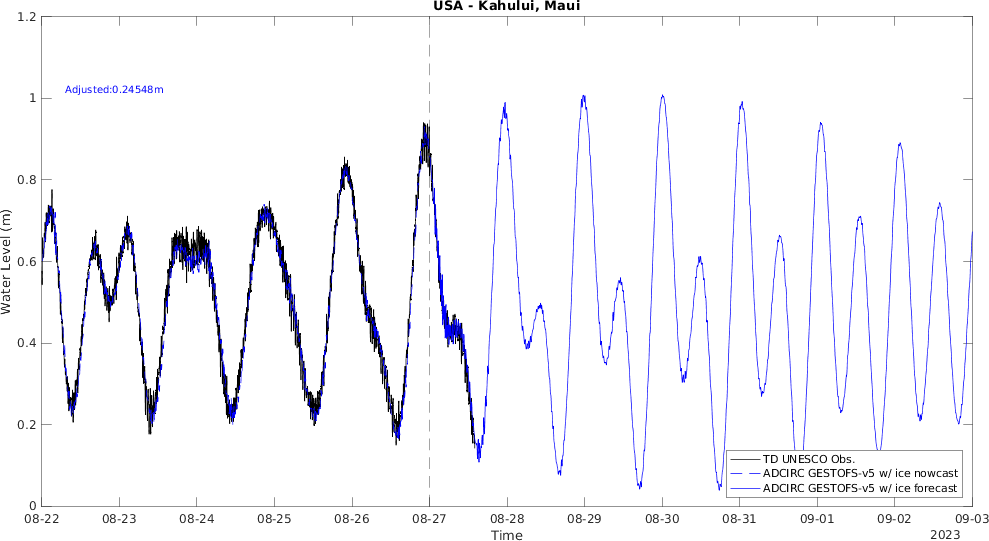 USA - Kahului, Maui
1.2
1
0.8
0.6
0.4
0.2
0
Water Level (m)
Adjusted:0.24548m
TD UNESCO Obs.
ADCIRC GESTOFS-v5 w/ ice nowcast
ADCIRC GESTOFS-v5 w/ ice forecast
08-22 08-23 08-24 08-25 08-26 08-27 08-28 08-29 08-30 08-31 09-01 09-02 09-03
Time
2023